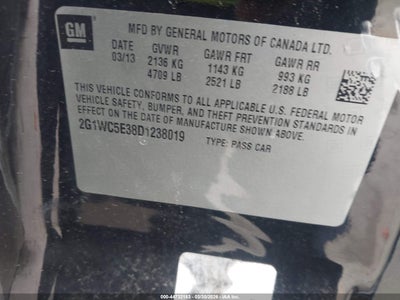 GM
MFD BY GENERAL MOTORS OF CANADA LTD.
03/13 GVWR GAWR FRT GAWR RR
2136 KG 1143 KG 993 KG
4709 LB 2521 LB 2188 LB
THIS VEHICLE CONFORMS TO ALL APPLICABLE U.S. FEDERAL MOTOR
VEHICLE SAFETY, BUMPER, AND THEFT PREVENTION STANDARDS IN
EFFECT ON THE DATE OF MANUFACTURE SHOWN ABOVE.
2G1WC5E38D1238019 TYPE: PASS CAR